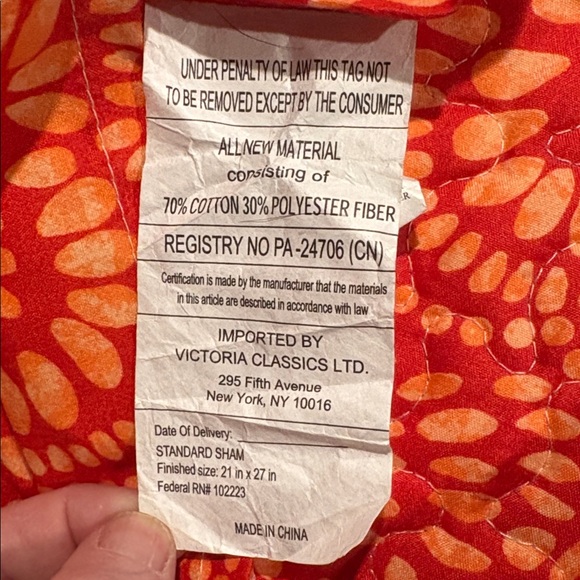 UNDER PENALTY OF LAW THIS TAG NOT
TO BE REMOVED EXCEPT BY THE CONSUMER
ALL NEW MATERIAL
consisting of
70% COTTON 30% POLYESTER FIBER
REGISTRY NO PA-24706 (CN)
Certification is made by the manufacturer that the materials
in this article are described in accordance with law
IMPORTED BY
VICTORIA CLASSICS LTD.
295 Fifth Avenue
New York, NY 10016
Date Of Delivery:
STANDARD SHAM
Finished size: 21 in x 27 in
Federal RN# 102223
MADE IN CHINA